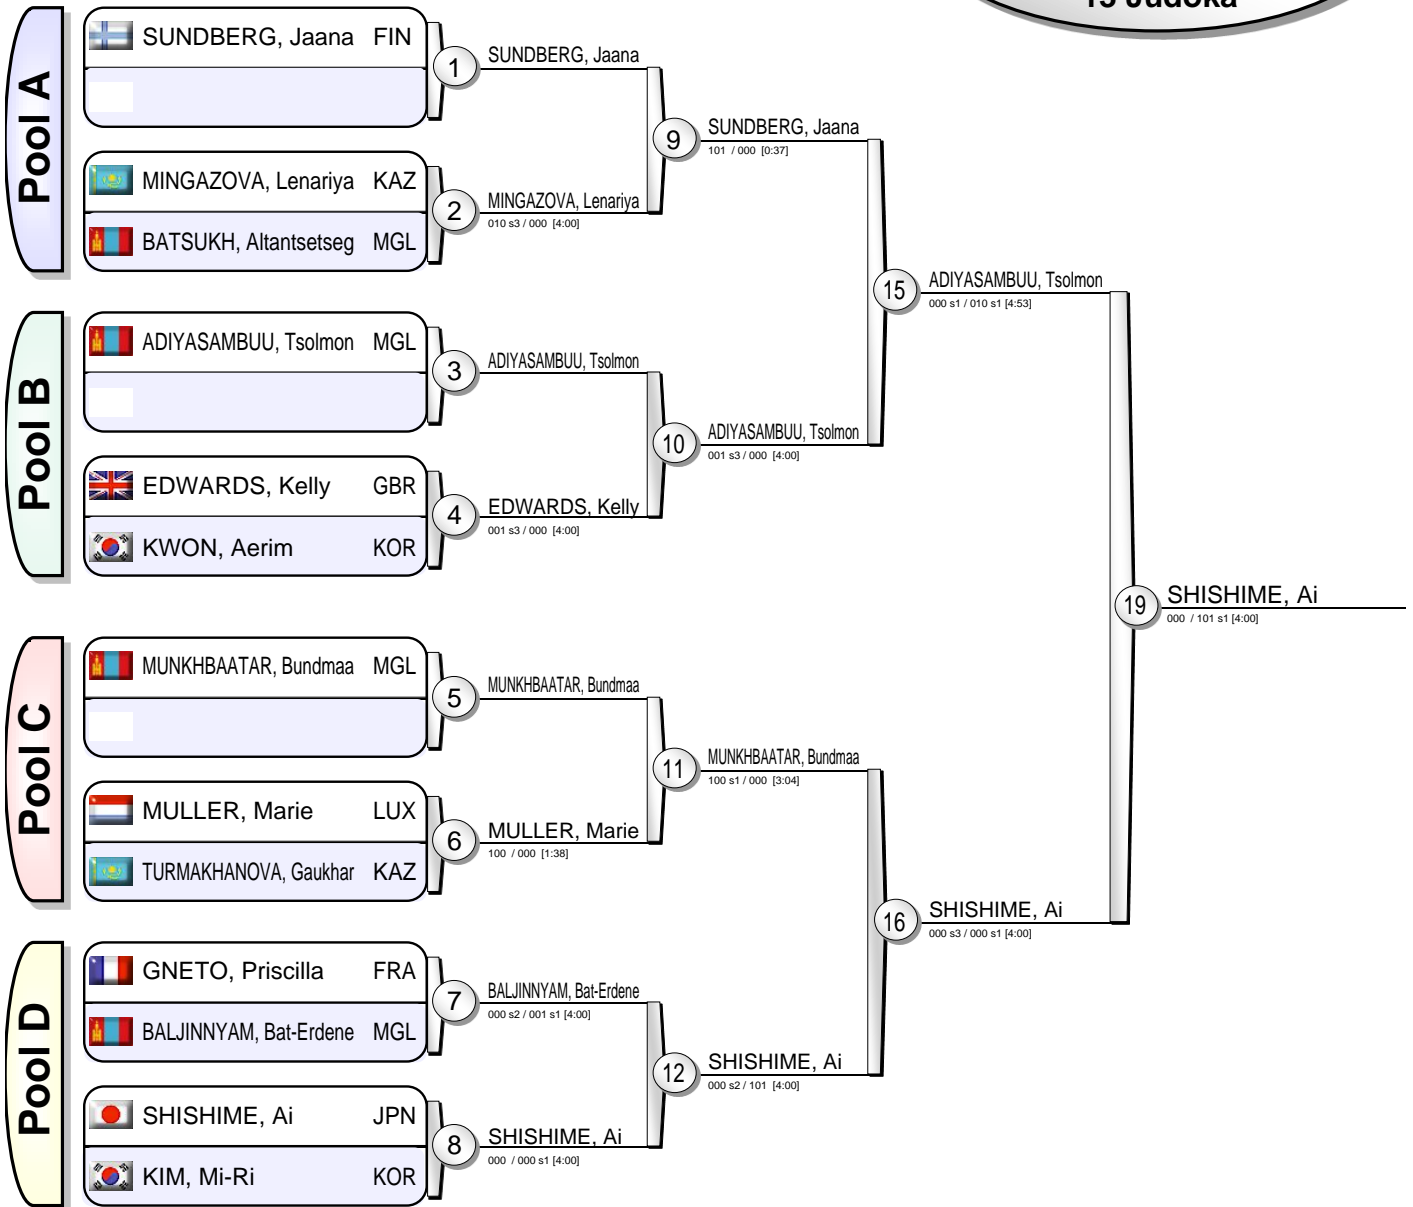 13 Judoka
Pool A
SUNDBERG, Jaana FIN
MINGAZOVA, Lenariya KAZ
BATSUKH, Altantsetseg MGL
1
SUNDBERG, Jaana
2
MINGAZOVA, Lenariya
010 s3 / 000 [4:00]
9
SUNDBERG, Jaana
101 / 000 [0:37]
Pool B
ADIYASAMBUU, Tsolmon MGL
EDWARDS, Kelly GBR
KWON, Aerim KOR
3
ADIYASAMBUU, Tsolmon
4
EDWARDS, Kelly
001 s3 / 000 [4:00]
10
ADIYASAMBUU, Tsolmon
001 s3 / 000 [4:00]
15
ADIYASAMBUU, Tsolmon
000 s1 / 010 s1 [4:53]
Pool C
MUNKHBAATAR, Bundmaa MGL
MULLER, Marie LUX
TURMAKHANOVA, Gaukhar KAZ
5
MUNKHBAATAR, Bundmaa
6
MULLER, Marie
100 / 000 [1:38]
11
MUNKHBAATAR, Bundmaa
100 s1 / 000 [3:04]
Pool D
GNETO, Priscilla FRA
BALJINNYAM, Bat-Erdene MGL
SHISHIME, Ai JPN
KIM, Mi-Ri KOR
7
BALJINNYAM, Bat-Erdene
000 s2 / 001 s1 [4:00]
8
SHISHIME, Ai
000 / 000 s1 [4:00]
12
SHISHIME, Ai
000 s2 / 101 [4:00]
16
SHISHIME, Ai
000 s3 / 000 s1 [4:00]
19
SHISHIME, Ai
000 / 101 s1 [4:00]